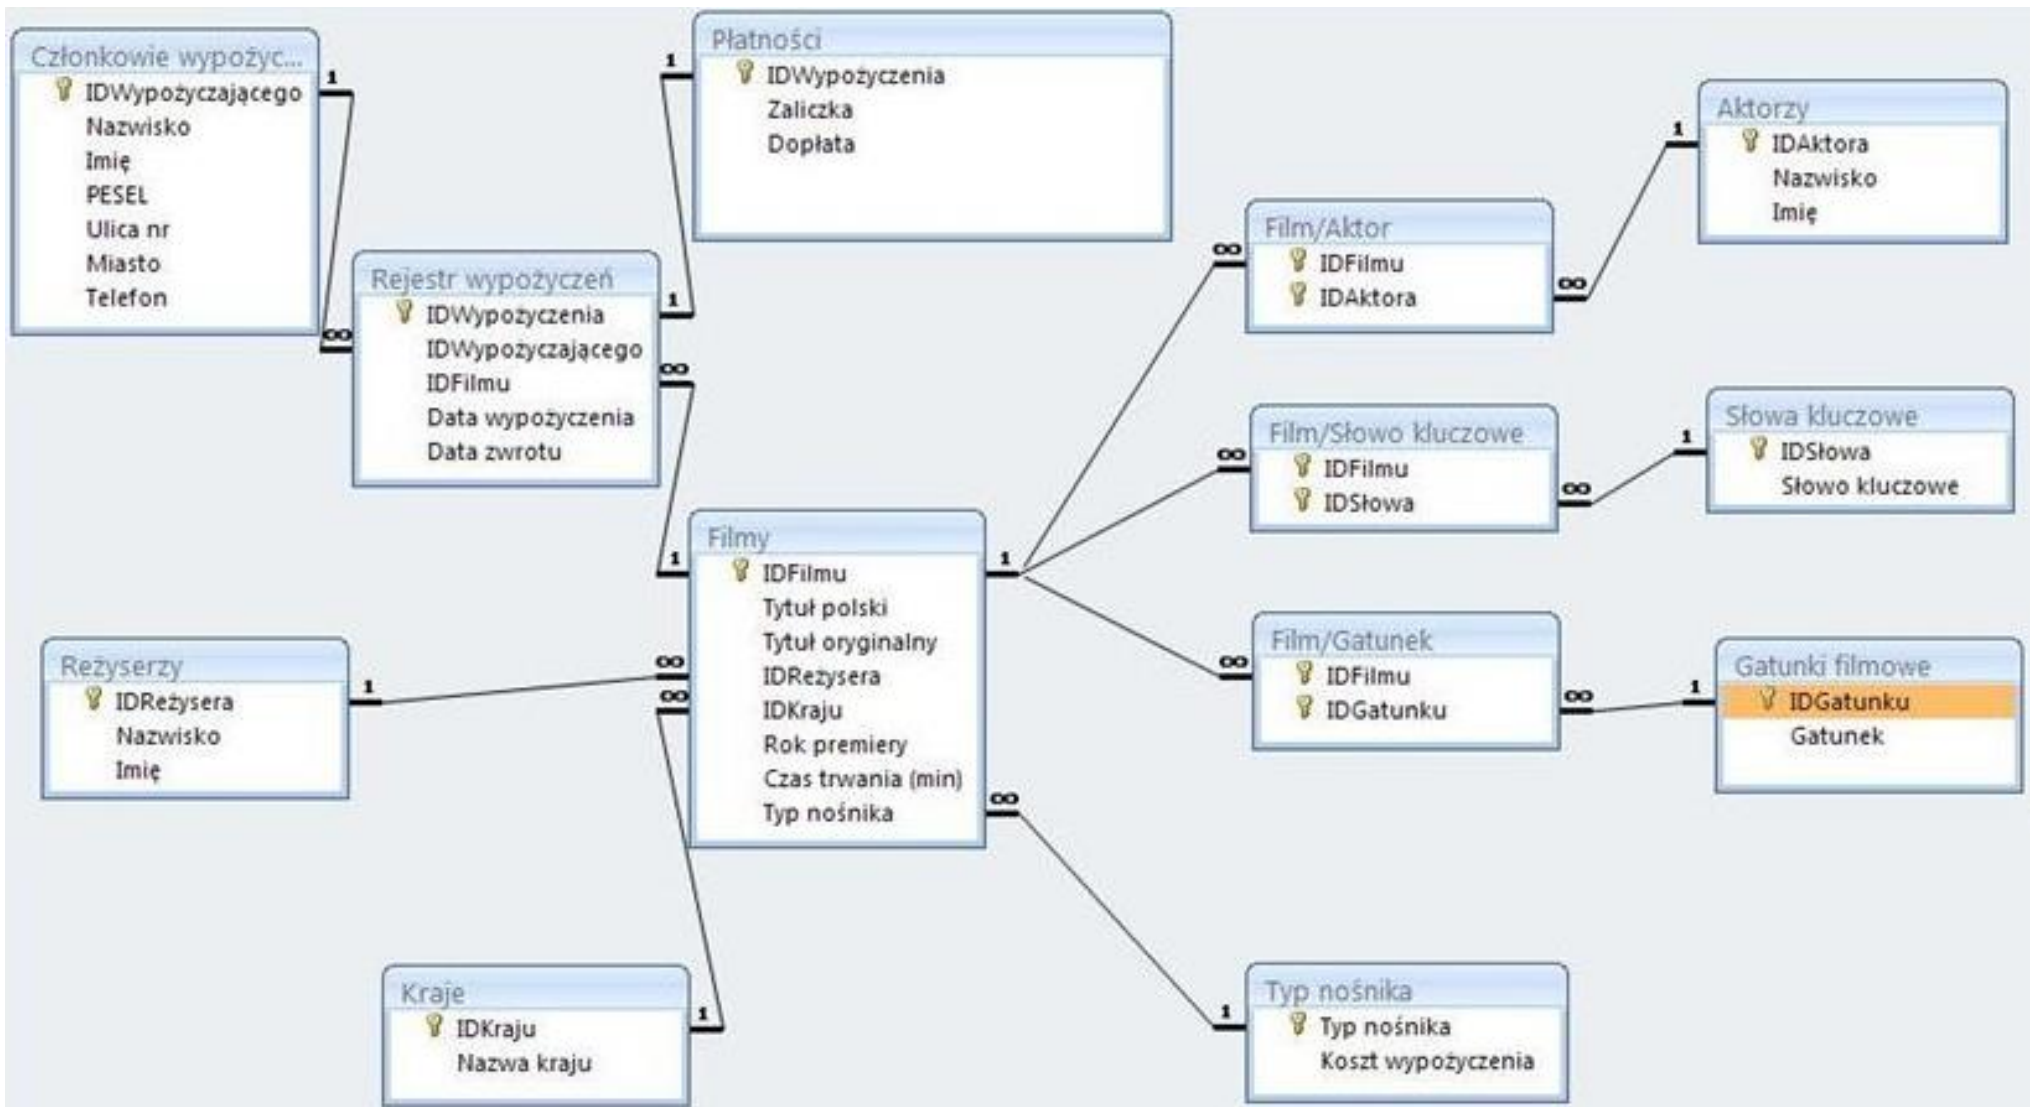 Członkowie wypożyc...
IDWypożyczającego
Nazwisko
Imię
PESEL
Ulica nr
Miasto
Telefon
1
∞
Płatności
IDWypożyczenia
Zaliczka
Dopłata
1
1
Rejestr wypożyczeń
IDWypożyczenia
IDWypożyczającego
IDFilmu
Data wypożyczenia
Data zwrotu
∞
1
Aktorzy
IDAktora
Nazwisko
Imię
1
∞
Film/Aktor
IDFilmu
IDAktora
∞
Film/Słowo kluczowe
IDFilmu
IDSłowa
∞
∞
Słowa kluczowe
IDSłowa
Słowo kluczowe
1
Filmy
IDFilmu
Tytuł polski
Tytuł oryginalny
IDReżysera
IDKraju
Rok premiery
Czas trwania (min)
Typ nośnika
1
∞
∞
∞
Film/Gatunek
IDFilmu
IDGatunku
∞
∞
Gatunki filmowe
IDGatunku
Gatunek
1
Reżyserzy
IDReżysera
Nazwisko
Imię
1
Kraje
IDKraju
Nazwa kraju
1
Typ nośnika
Typ nośnika
Koszt wypożyczenia
1